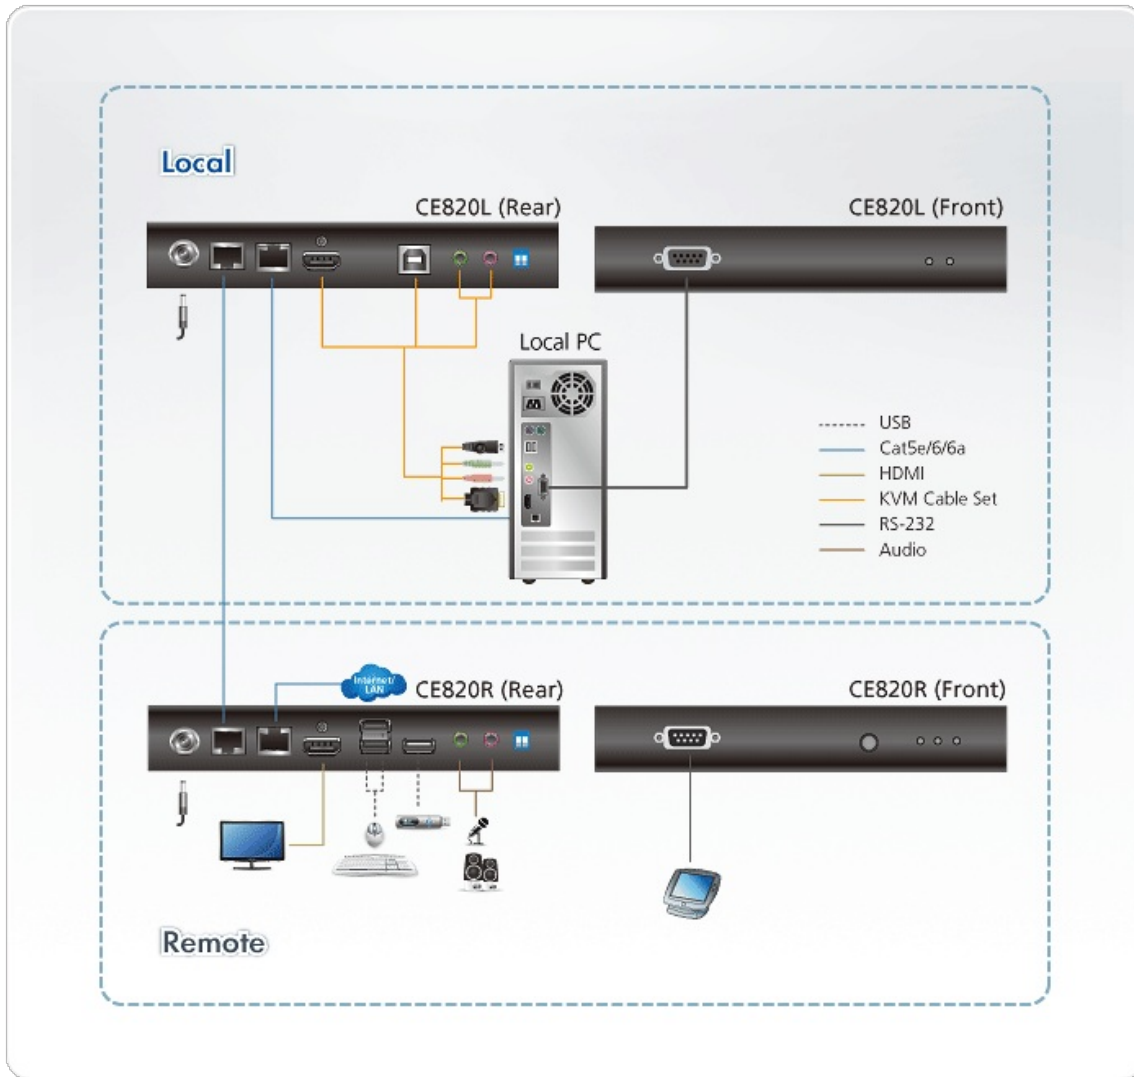 Local
CE820L (Rear)
CE820L (Front)
Local PC
USB
Cat5e/6/6a
HDMI
KVM Cable Set
RS-232
Audio
Internet/
LAN
CE820R (Rear)
CE820R (Front)
Remote